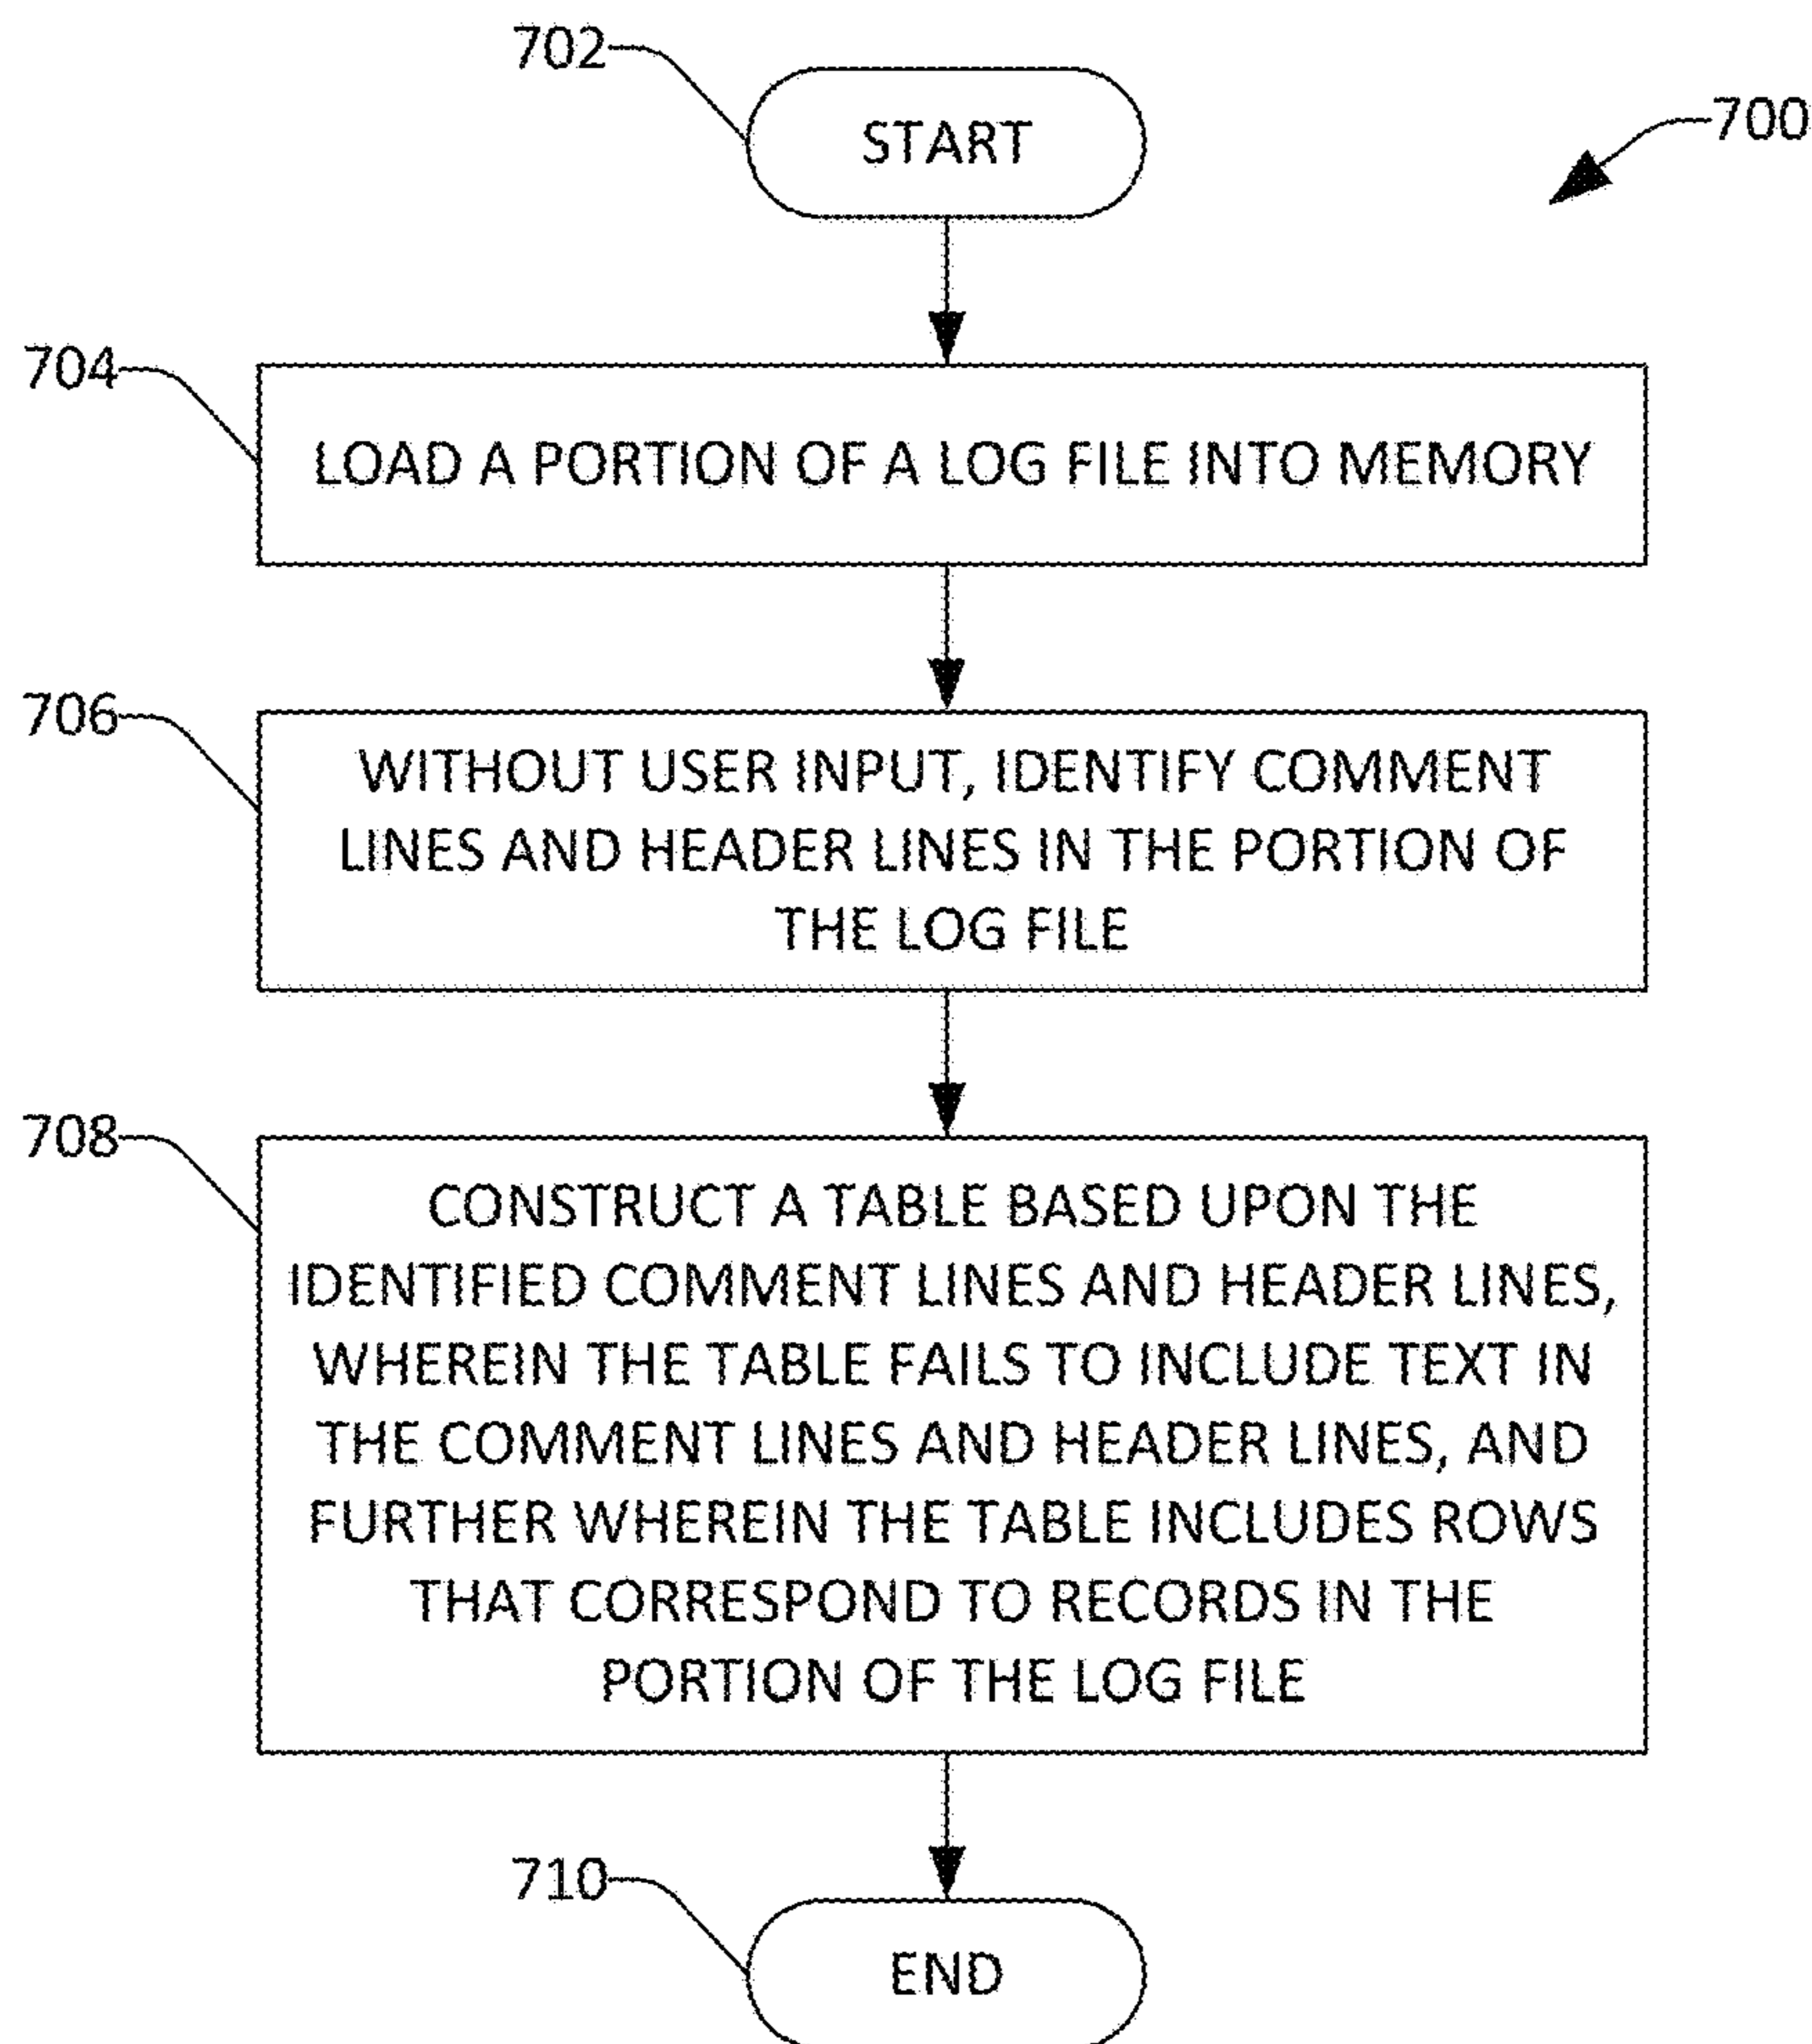 702
START
700
704
LOAD A PORTION OF A LOG FILE INTO MEMORY
706
WITHOUT USER INPUT, IDENTIFY COMMENT
LINES AND HEADER LINES IN THE PORTION OF
THE LOG FILE
708
CONSTRUCT A TABLE BASED UPON THE
IDENTIFIED COMMENT LINES AND HEADER LINES,
WHEREIN THE TABLE FAILS TO INCLUDE TEXT IN
THE COMMENT LINES AND HEADER LINES, AND
FURTHER WHEREIN THE TABLE INCLUDES ROWS
THAT CORRESPOND TO RECORDS IN THE
PORTION OF THE LOG FILE
710
END